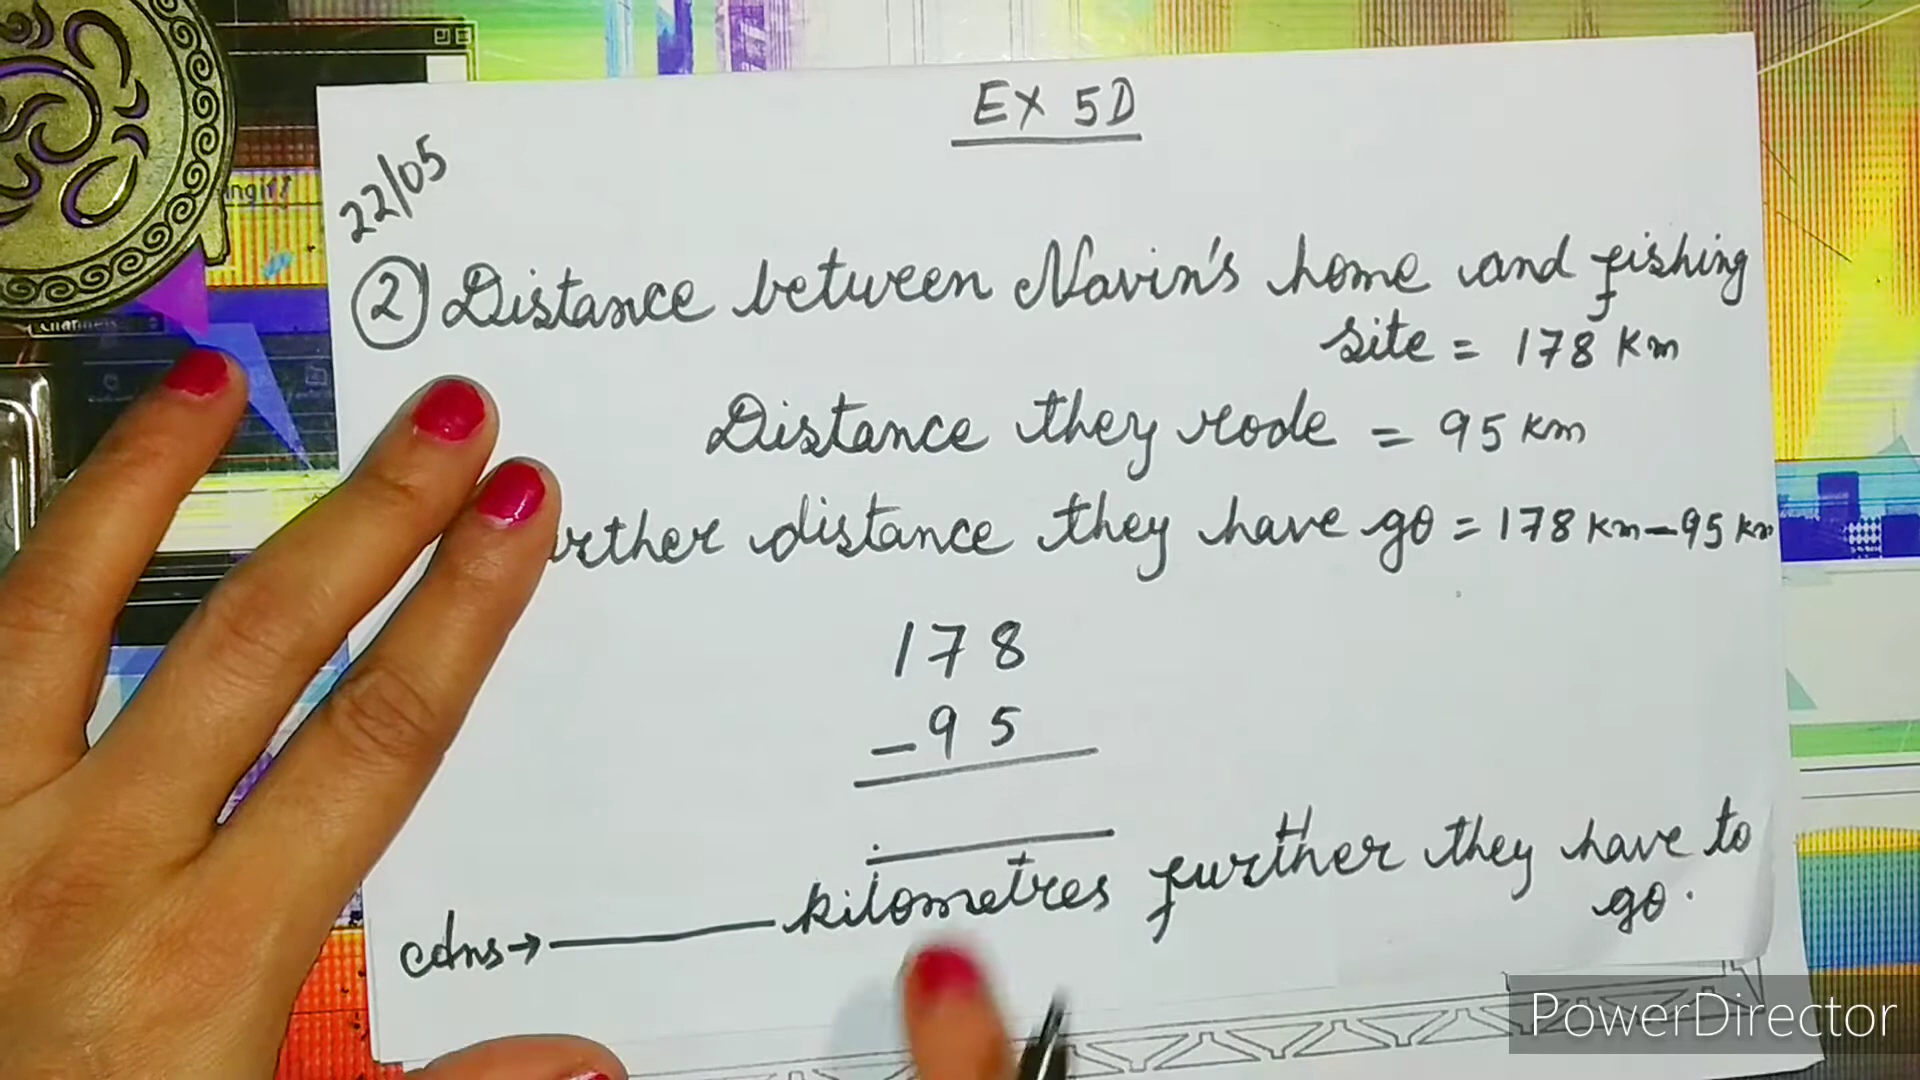 EX 5D
22/05
② Distance between Navin's home and fishing
site = 178 Km
Distance they rode = 95 Km
rther distance they have go = 178 Km - 95 Km
178
- 95
Ans → ______ kilometres further they have to
go.
PowerDirector